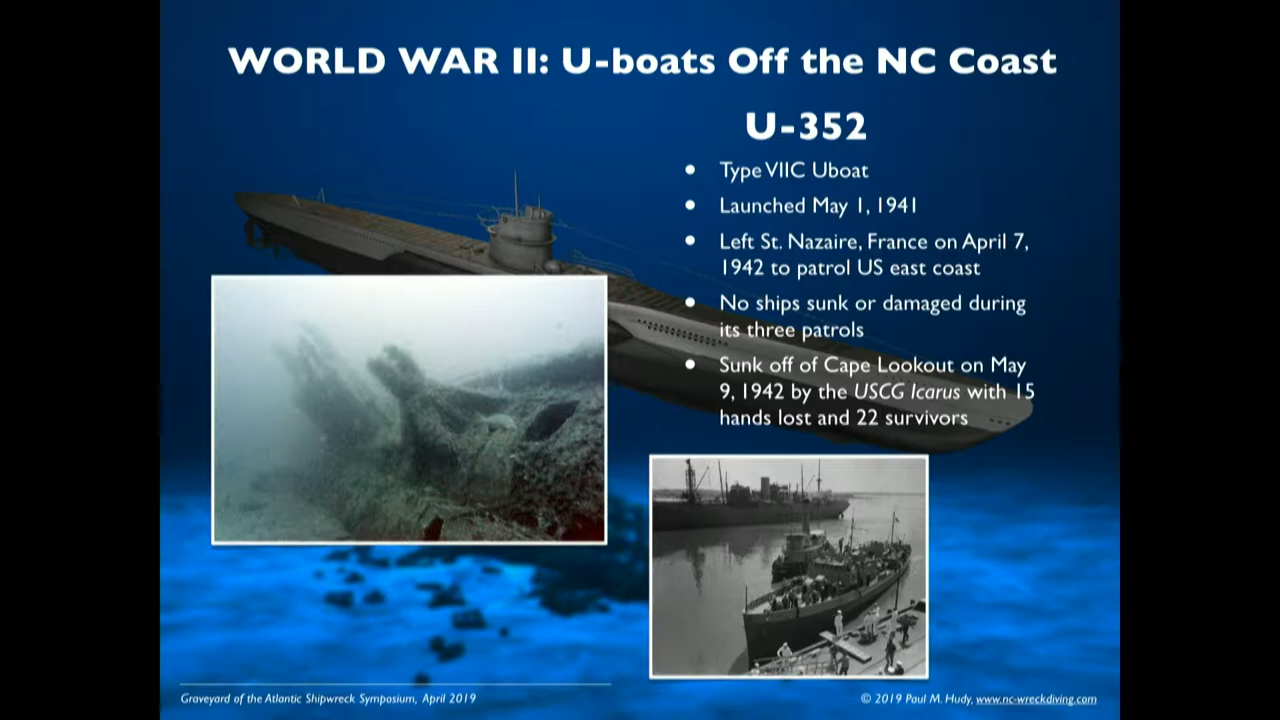 WORLD WAR II: U-boats Off the NC Coast
U-352
• Type VIIC Uboat
• Launched May 1, 1941
• Left St. Nazaire, France on April 7,
1942 to patrol US east coast
• No ships sunk or damaged during
its three patrols
• Sunk off of Cape Lookout on May
9, 1942 by the USCG Icarus with 15
hands lost and 22 survivors
Graveyard of the Atlantic Shipwreck Symposium, April 2019
© 2019 Paul M. Hudy, www.nc-wreckdiving.com